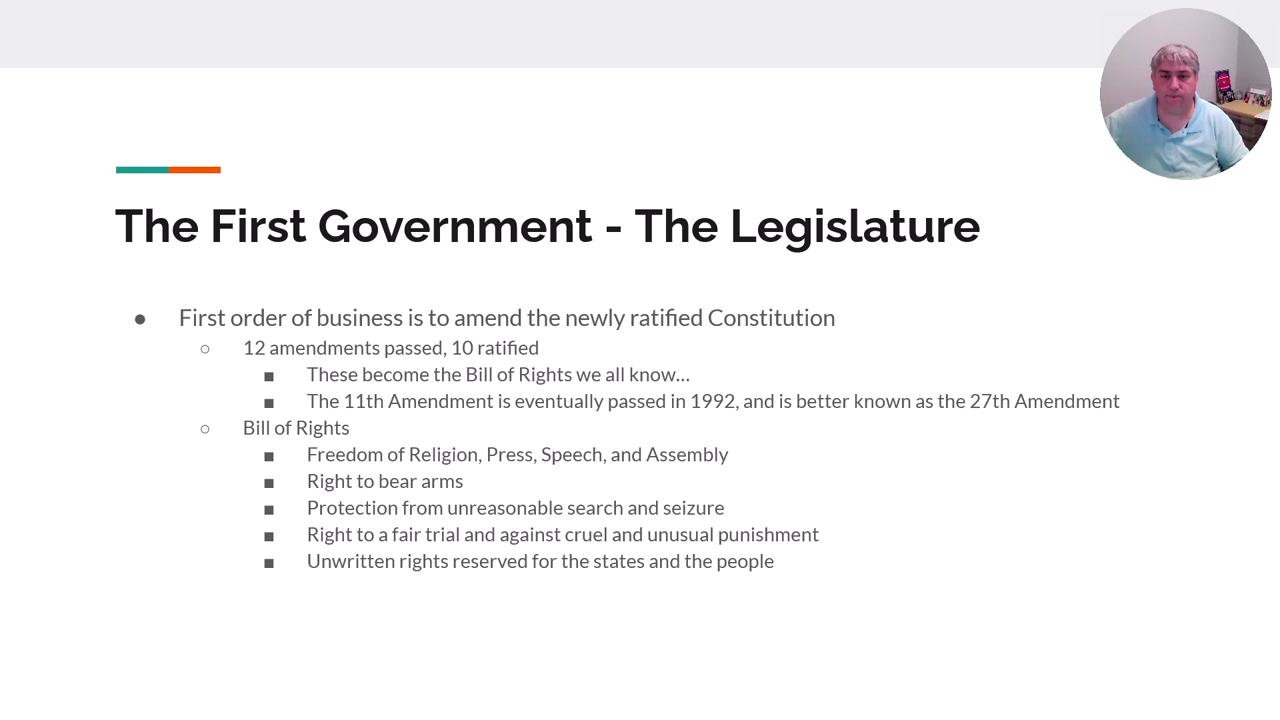 The First Government - The Legislature
● First order of business is to amend the newly ratified Constitution
○ 12 amendments passed, 10 ratified
■ These become the Bill of Rights we all know...
■ The 11th Amendment is eventually passed in 1992, and is better known as the 27th Amendment
○ Bill of Rights
■ Freedom of Religion, Press, Speech, and Assembly
■ Right to bear arms
■ Protection from unreasonable search and seizure
■ Right to a fair trial and against cruel and unusual punishment
■ Unwritten rights reserved for the states and the people